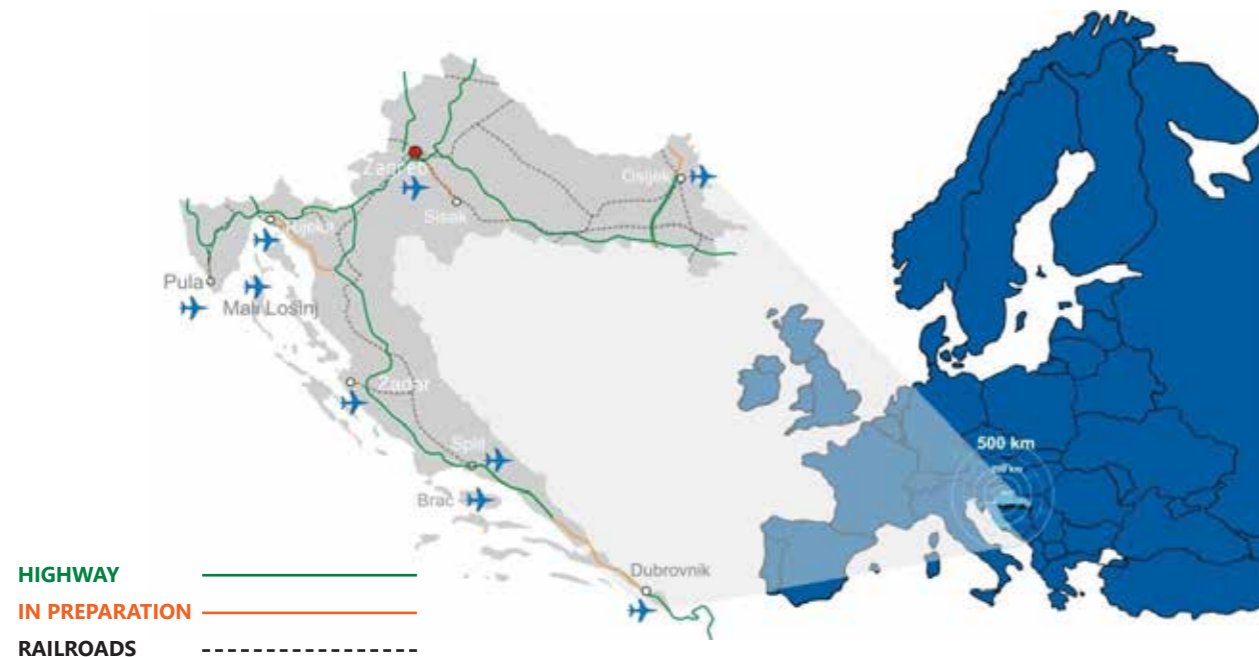 Zagreb
Osijek
Sisak
Rijeka
Pula
Mali Lošinj
Zadar
500 km
Split
Brač
Dubrovnik
HIGHWAY
IN PREPARATION
RAILROADS